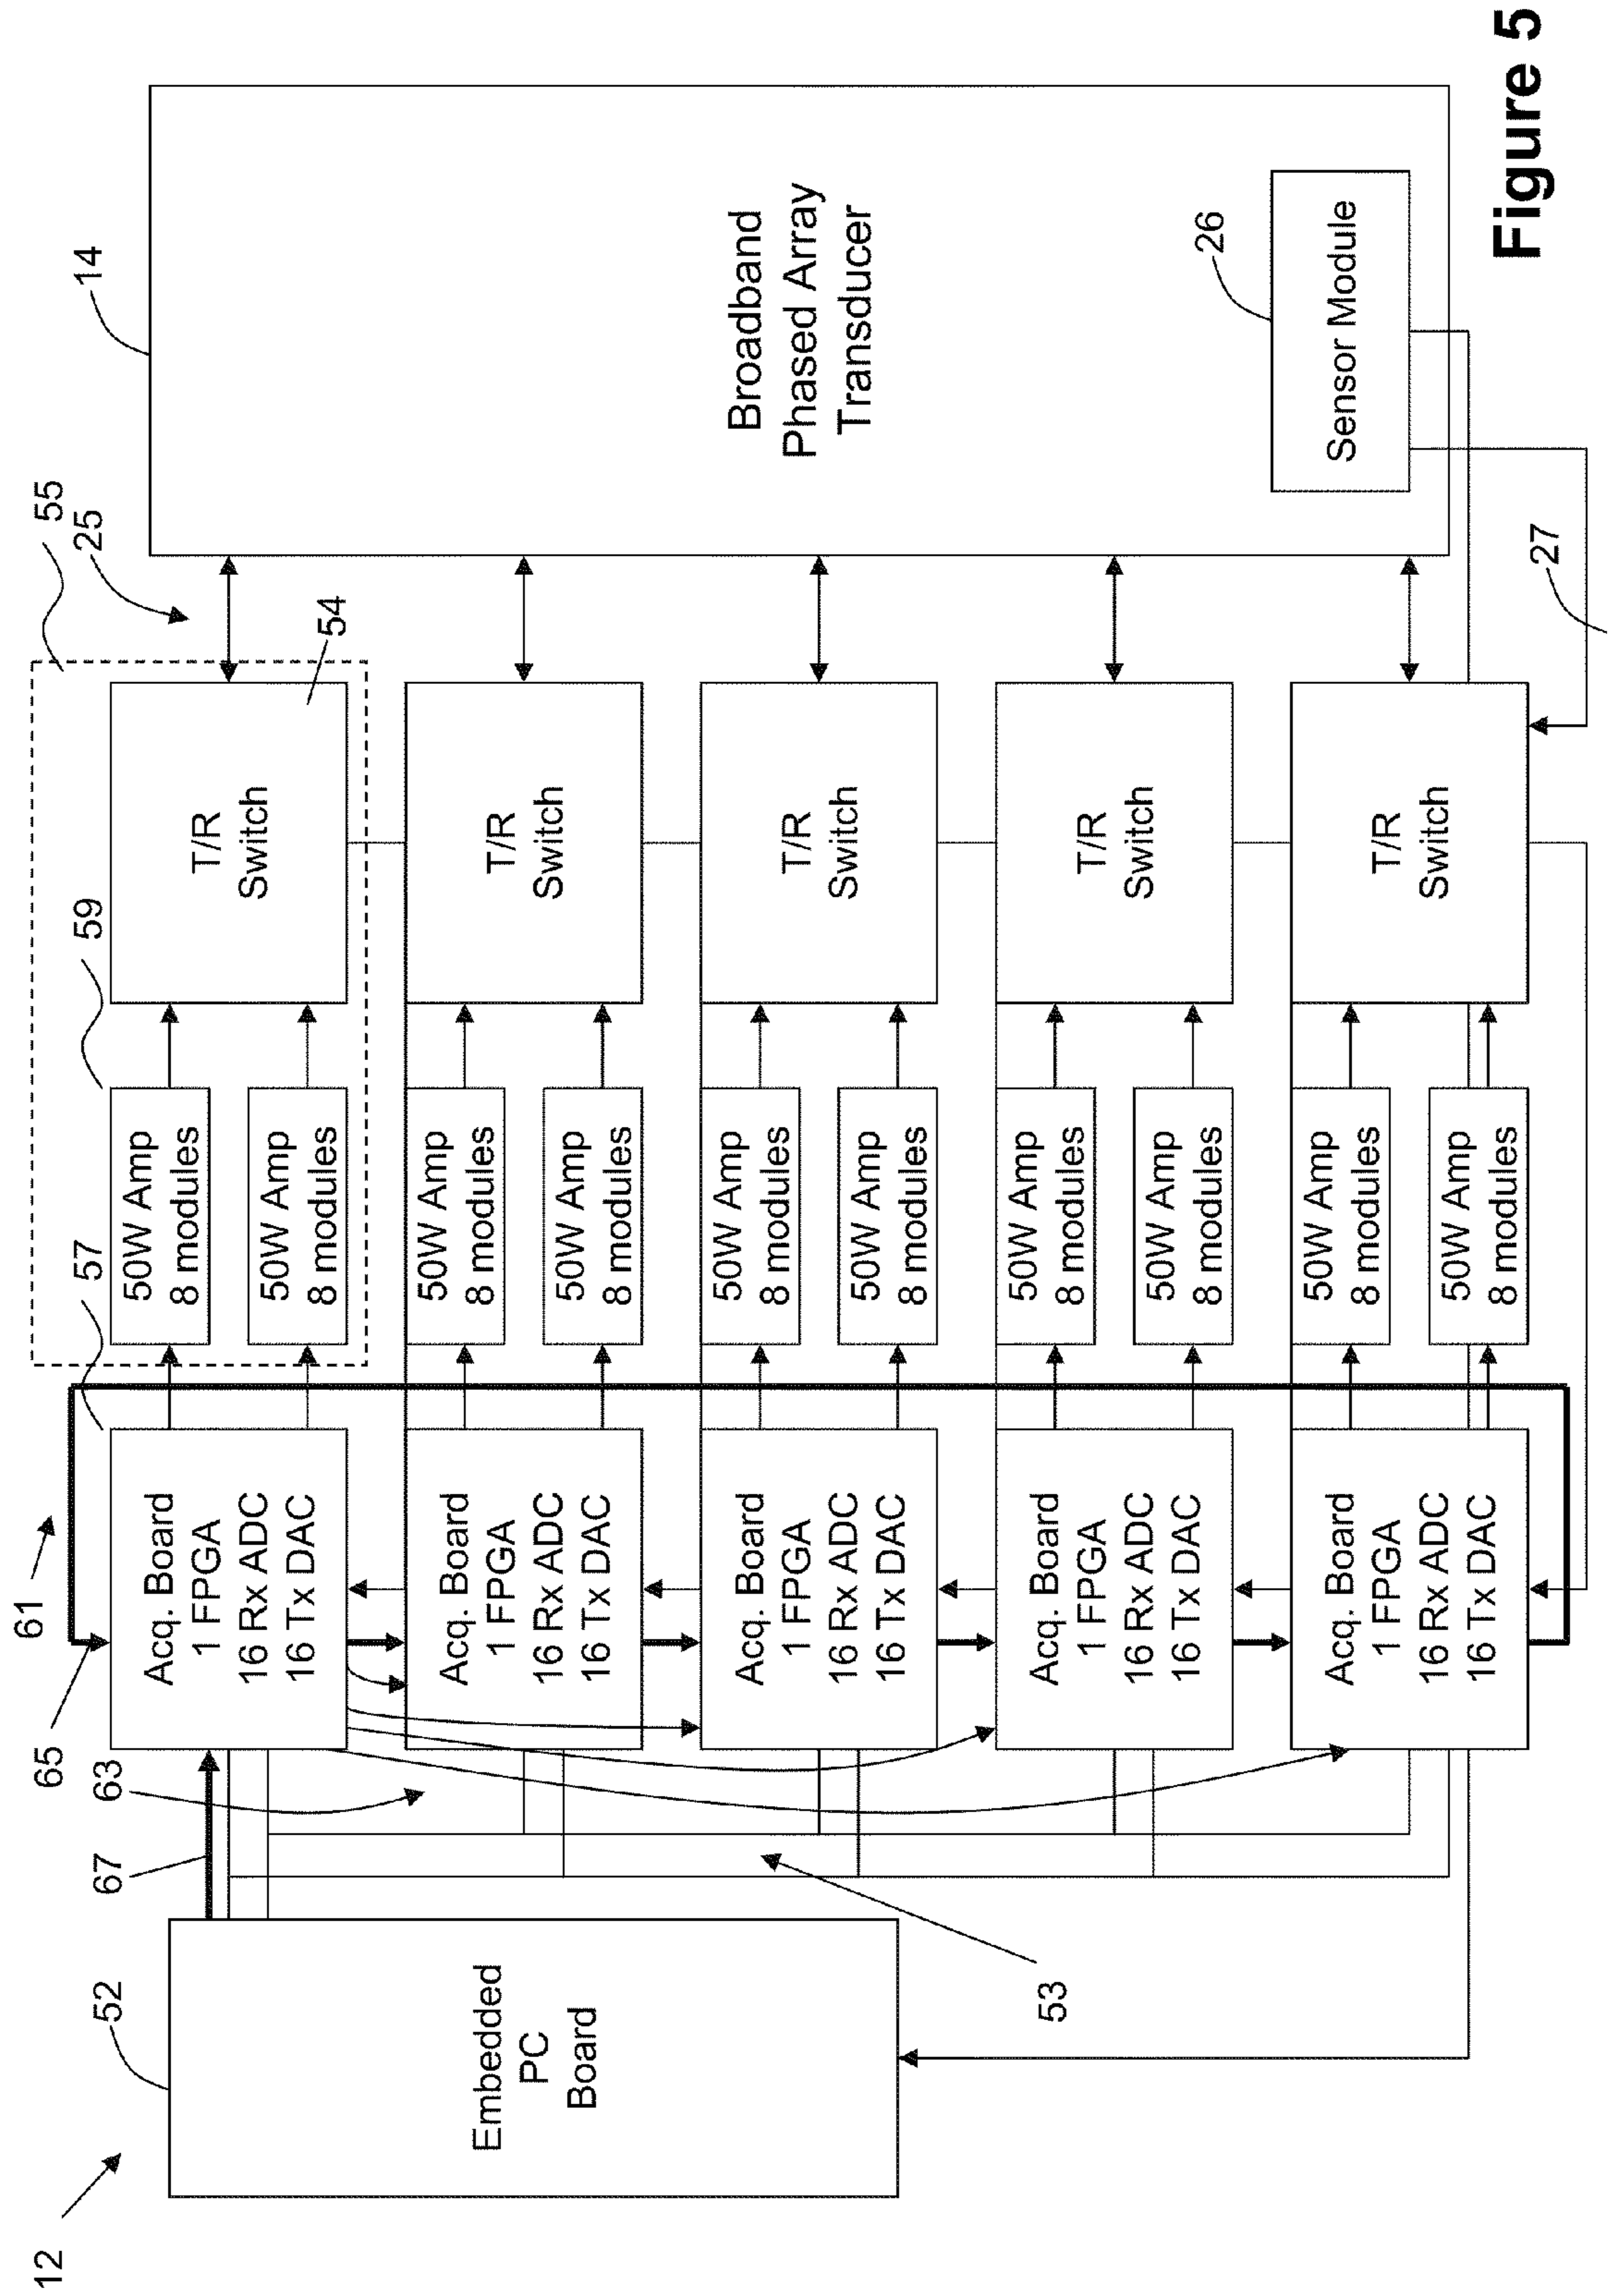 12
52
Embedded
PC
Board
67
63
65
61
53
57
Acq. Board
1 FPGA
16 Rx ADC
16 Tx DAC
Acq. Board
1 FPGA
16 Rx ADC
16 Tx DAC
Acq. Board
1 FPGA
16 Rx ADC
16 Tx DAC
Acq. Board
1 FPGA
16 Rx ADC
16 Tx DAC
Acq. Board
1 FPGA
16 Rx ADC
16 Tx DAC
59
50W Amp
8 modules
50W Amp
8 modules
50W Amp
8 modules
50W Amp
8 modules
50W Amp
8 modules
50W Amp
8 modules
50W Amp
8 modules
50W Amp
8 modules
50W Amp
8 modules
50W Amp
8 modules
55
25
54
T/R
Switch
T/R
Switch
T/R
Switch
T/R
Switch
T/R
Switch
14
Broadband
Phased Array
Transducer
26
Sensor Module
27
Figure 5